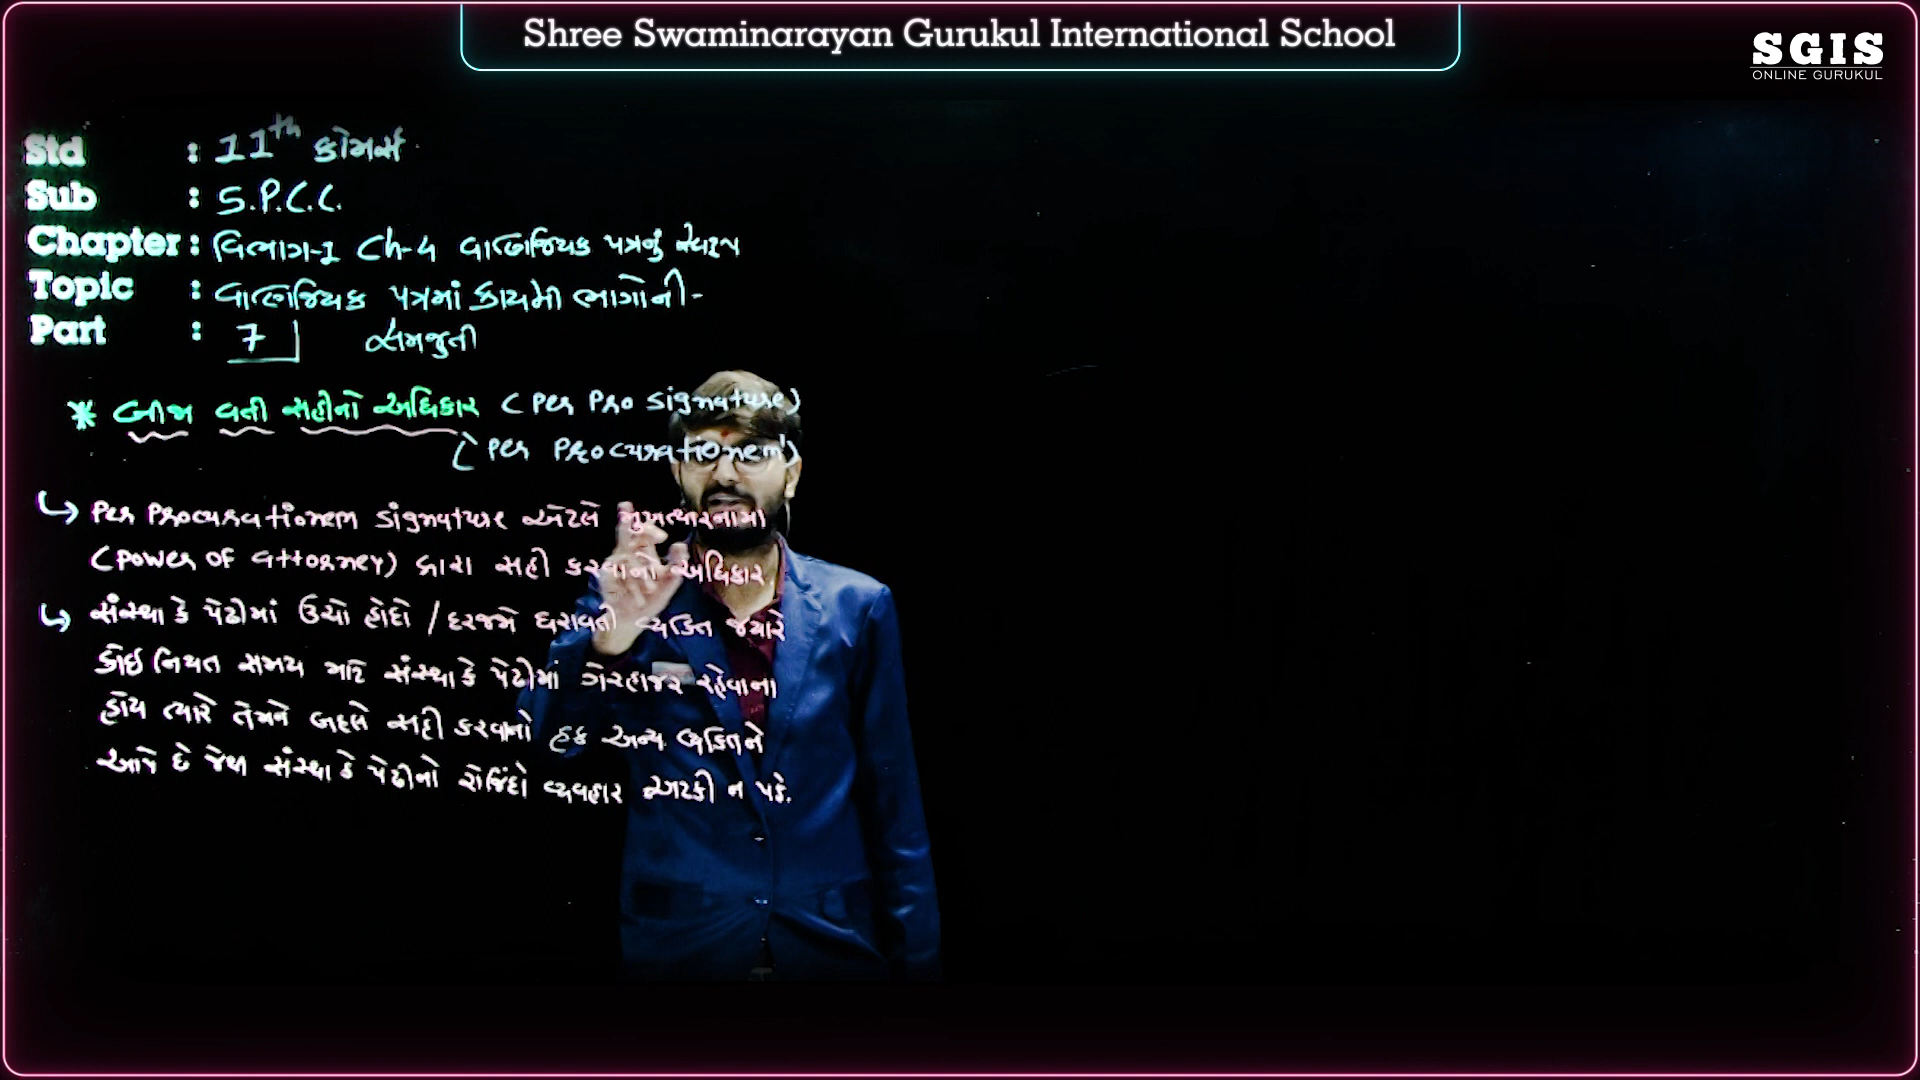 Shree Swaminarayan Gurukul International School
SGIS
ONLINE GURUKUL
Std : 11th કોમર્સ
Sub : S.P.C.C.
Chapter : વિભાગ-1 Ch-4 વાણિજ્યિક પત્રનું સ્વરૂપ
Topic : વાણિજ્યિક પત્રમાં કાયમી ભાગોની-
Part : 7 સમજુતી
* બીજા વતી સહીનો અધિકાર (Per Pro Signature)
(Per Procurationem)
↳ Per Procurationem Signature એટલે મુખત્યારનામા
(Power of Attorney) દ્વારા સહી કરવાનો અધિકાર
↳ સંસ્થા કે પેઢીમાં ઉંચો હોદો / દરજ્જો ધરાવતી વ્યક્તિ જ્યારે
કોઇ નિયત સમય માટે સંસ્થા કે પેઢીમાં ગેરહાજર રહેવાના
હોય ત્યારે તેમને બદલે સહી કરવાનો હક અન્ય વ્યક્તિને
આપે છે જેથી સંસ્થા કે પેઢીનો રોજિંદો વ્યવહાર અટકી ન પડે.